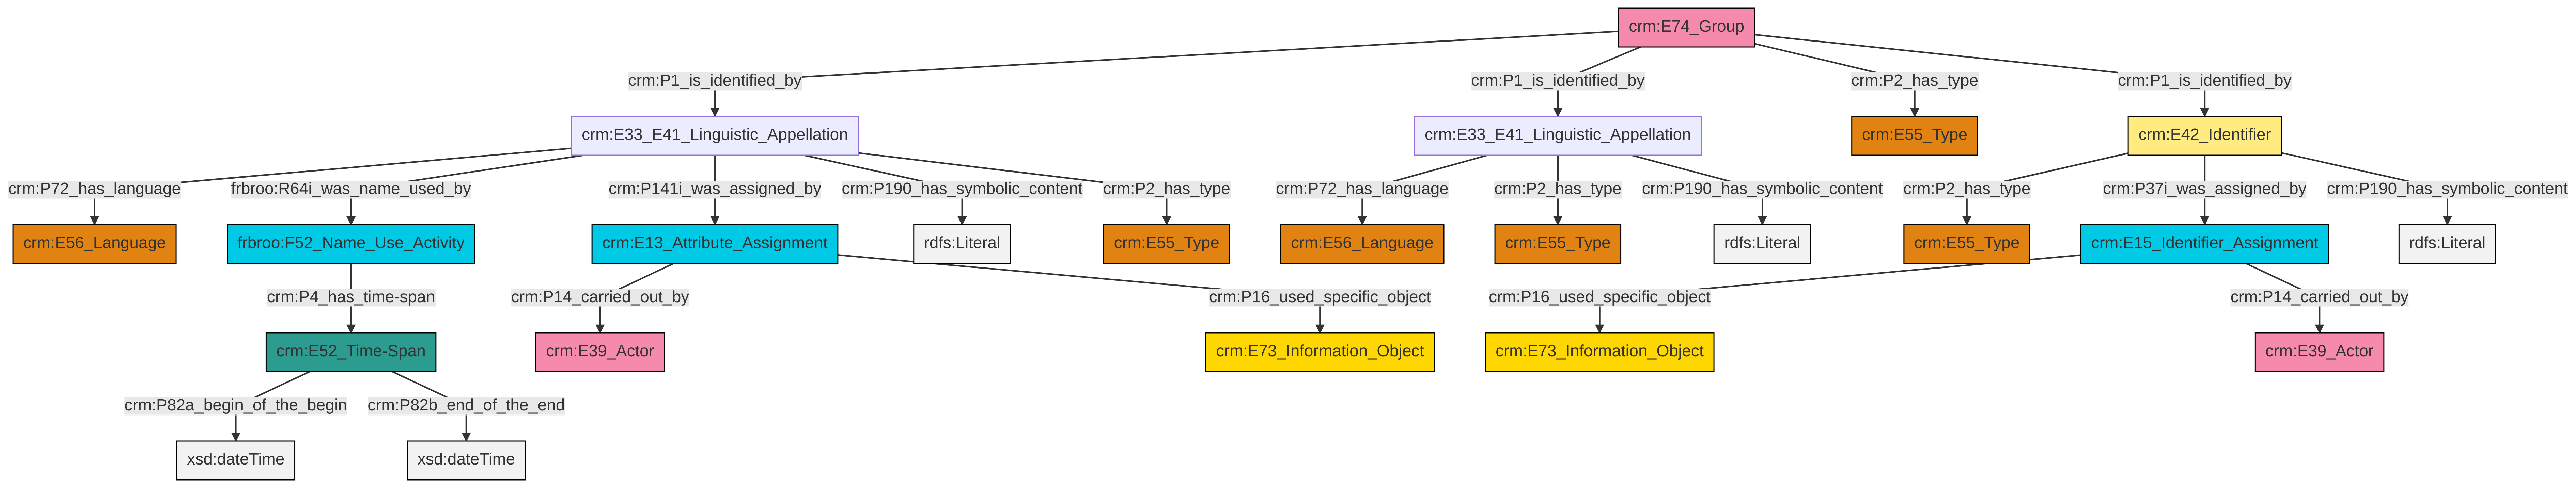 crm:E74_Group
crm:P1_is_identified_by
crm:P1_is_identified_by
crm:P2_has_type
crm:P1_is_identified_by
crm:E33_E41_Linguistic_Appellation
crm:E33_E41_Linguistic_Appellation
crm:E55_Type
crm:E42_Identifier
crm:P72_has_language
frbroo:R64i_was_name_used_by
crm:P141i_was_assigned_by
crm:P190_has_symbolic_content
crm:P2_has_type
crm:P72_has_language
crm:P2_has_type
crm:P190_has_symbolic_content
crm:P2_has_type
crm:P37i_was_assigned_by
crm:P190_has_symbolic_content
crm:E56_Language
frbroo:F52_Name_Use_Activity
crm:E13_Attribute_Assignment
rdfs:Literal
crm:E55_Type
crm:E56_Language
crm:E55_Type
rdfs:Literal
crm:E55_Type
crm:E15_Identifier_Assignment
rdfs:Literal
crm:P4_has_time-span
crm:P14_carried_out_by
crm:P16_used_specific_object
crm:P16_used_specific_object
crm:P14_carried_out_by
crm:E52_Time-Span
crm:E39_Actor
crm:E73_Information_Object
crm:E73_Information_Object
crm:E39_Actor
crm:P82a_begin_of_the_begin
crm:P82b_end_of_the_end
xsd:dateTime
xsd:dateTime